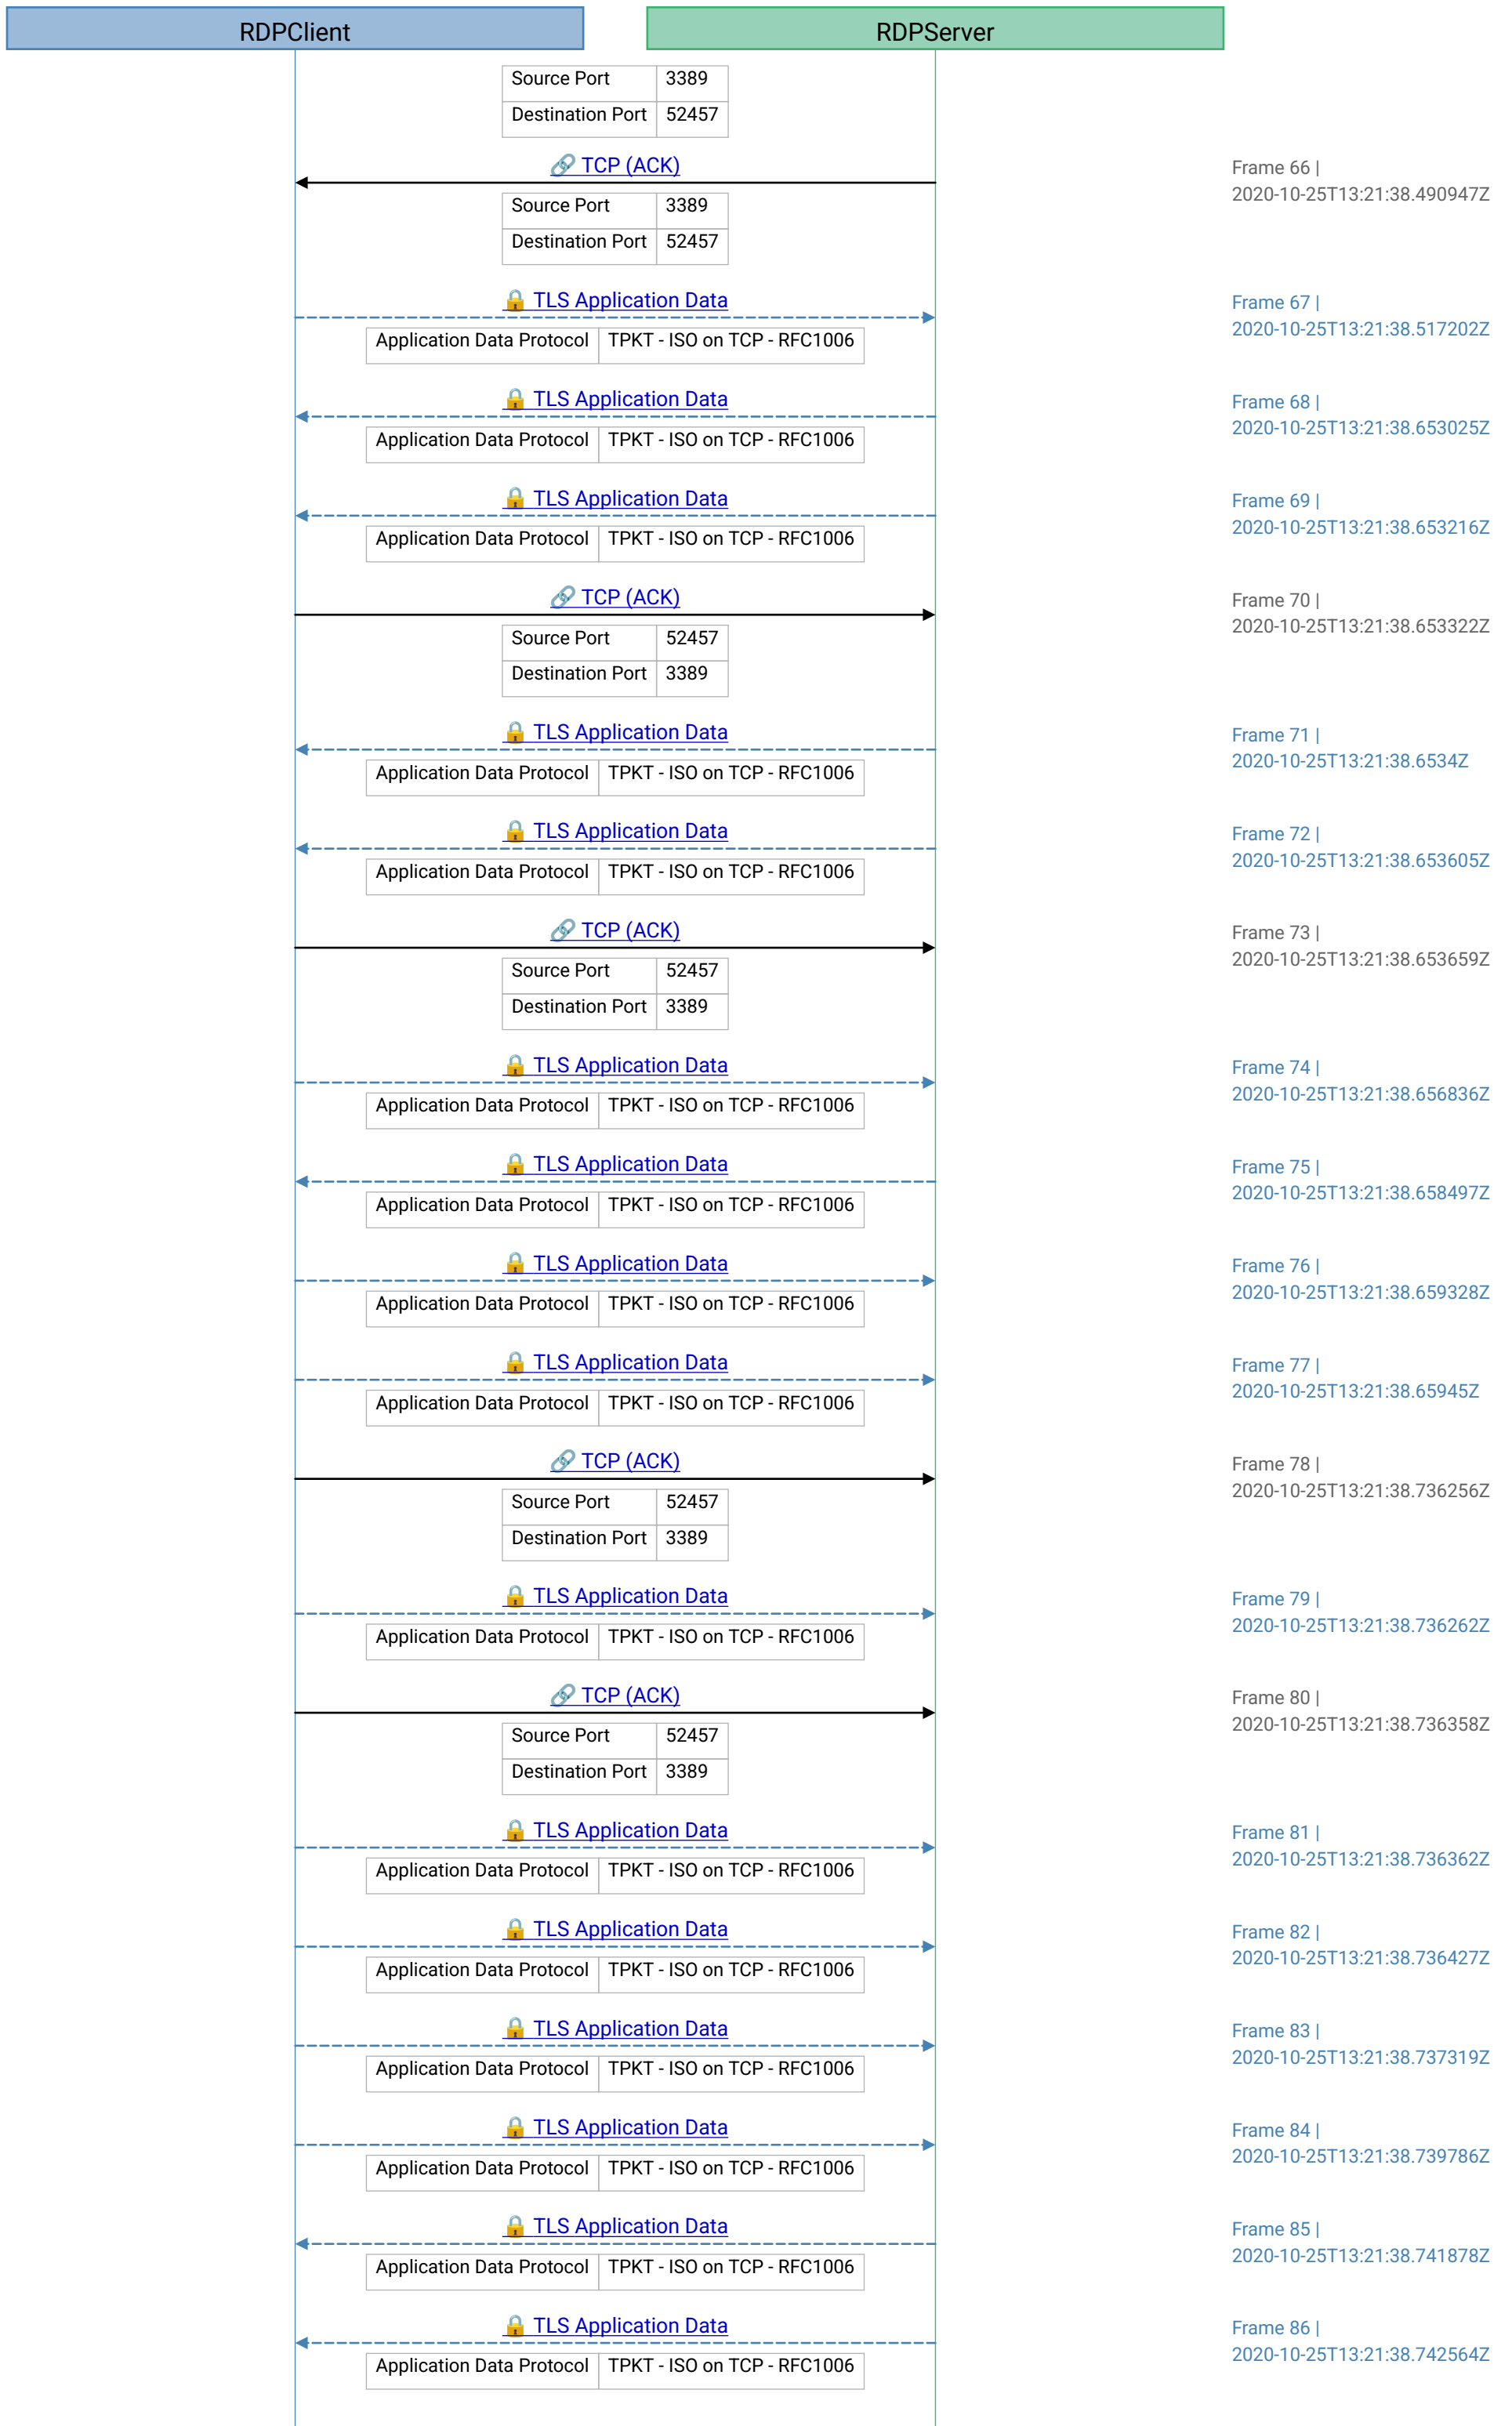 RDPClient RDPServer
Source Port 3389
Destination Port 52457
TCP (ACK) Frame 66 |
2020-10-25T13:21:38.490947Z
Source Port 3389
Destination Port 52457
TLS Application Data Frame 67 |
2020-10-25T13:21:38.517202Z
Application Data Protocol TPKT - ISO on TCP - RFC1006
TLS Application Data Frame 68 |
2020-10-25T13:21:38.653025Z
Application Data Protocol TPKT - ISO on TCP - RFC1006
TLS Application Data Frame 69 |
2020-10-25T13:21:38.653216Z
Application Data Protocol TPKT - ISO on TCP - RFC1006
TCP (ACK) Frame 70 |
2020-10-25T13:21:38.653322Z
Source Port 52457
Destination Port 3389
TLS Application Data Frame 71 |
2020-10-25T13:21:38.6534Z
Application Data Protocol TPKT - ISO on TCP - RFC1006
TLS Application Data Frame 72 |
2020-10-25T13:21:38.653605Z
Application Data Protocol TPKT - ISO on TCP - RFC1006
TCP (ACK) Frame 73 |
2020-10-25T13:21:38.653659Z
Source Port 52457
Destination Port 3389
TLS Application Data Frame 74 |
2020-10-25T13:21:38.656836Z
Application Data Protocol TPKT - ISO on TCP - RFC1006
TLS Application Data Frame 75 |
2020-10-25T13:21:38.658497Z
Application Data Protocol TPKT - ISO on TCP - RFC1006
TLS Application Data Frame 76 |
2020-10-25T13:21:38.659328Z
Application Data Protocol TPKT - ISO on TCP - RFC1006
TLS Application Data Frame 77 |
2020-10-25T13:21:38.65945Z
Application Data Protocol TPKT - ISO on TCP - RFC1006
TCP (ACK) Frame 78 |
2020-10-25T13:21:38.736256Z
Source Port 52457
Destination Port 3389
TLS Application Data Frame 79 |
2020-10-25T13:21:38.736262Z
Application Data Protocol TPKT - ISO on TCP - RFC1006
TCP (ACK) Frame 80 |
2020-10-25T13:21:38.736358Z
Source Port 52457
Destination Port 3389
TLS Application Data Frame 81 |
2020-10-25T13:21:38.736362Z
Application Data Protocol TPKT - ISO on TCP - RFC1006
TLS Application Data Frame 82 |
2020-10-25T13:21:38.736427Z
Application Data Protocol TPKT - ISO on TCP - RFC1006
TLS Application Data Frame 83 |
2020-10-25T13:21:38.737319Z
Application Data Protocol TPKT - ISO on TCP - RFC1006
TLS Application Data Frame 84 |
2020-10-25T13:21:38.739786Z
Application Data Protocol TPKT - ISO on TCP - RFC1006
TLS Application Data Frame 85 |
2020-10-25T13:21:38.741878Z
Application Data Protocol TPKT - ISO on TCP - RFC1006
TLS Application Data Frame 86 |
2020-10-25T13:21:38.742564Z
Application Data Protocol TPKT - ISO on TCP - RFC1006